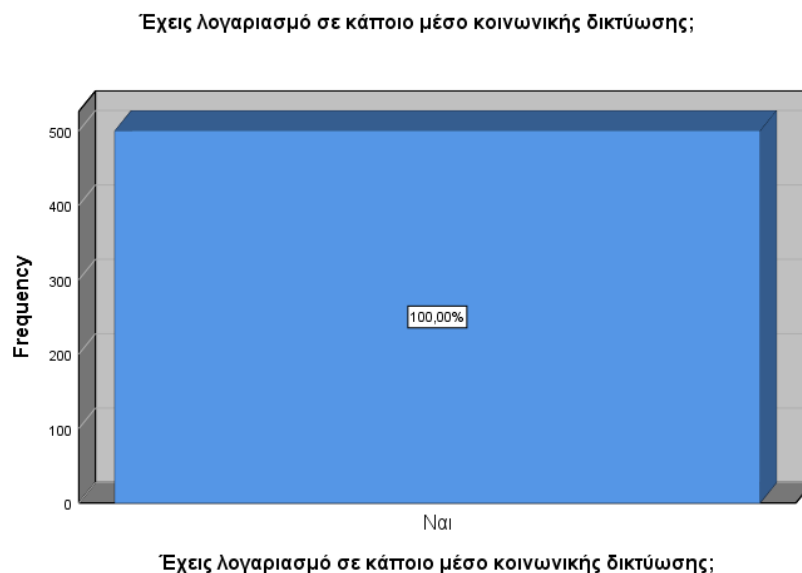 Έχεις λογαριασμό σε κάποιο μέσο κοινωνικής δικτύωσης;
500
400
300
200
100
0
Frequency
100,00%
Ναι
Έχεις λογαριασμό σε κάποιο μέσο κοινωνικής δικτύωσης;